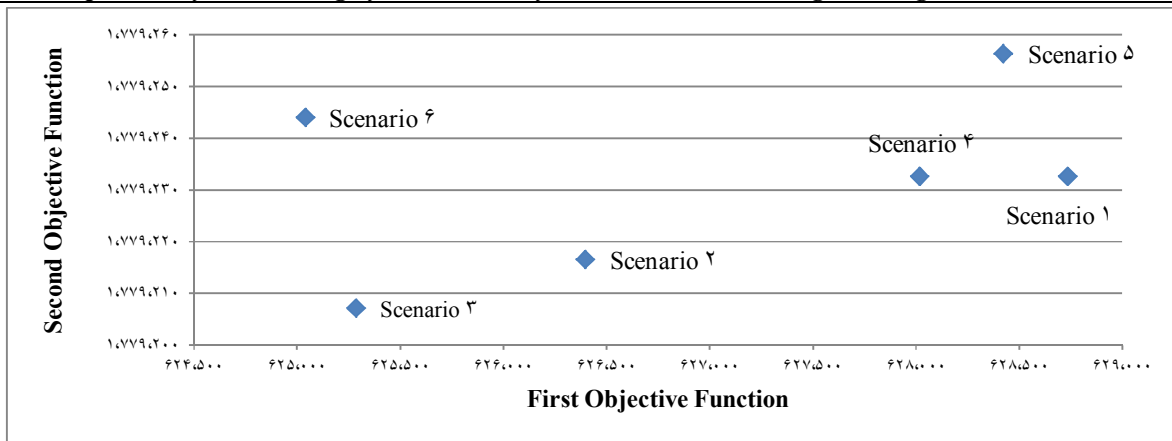 ۱،۷۷۹،۲۶۰
۱،۷۷۹،۲۵۰
۱،۷۷۹،۲۴۰
۱،۷۷۹،۲۳۰
۱،۷۷۹،۲۲۰
۱،۷۷۹،۲۱۰
۱،۷۷۹،۲۰۰
Second Objective Function
Scenario ۵
Scenario ۶
Scenario ۴
Scenario ۱
Scenario ۲
Scenario ۳
۶۲۴،۵۰۰ ۶۲۵،۰۰۰ ۶۲۵،۵۰۰ ۶۲۶،۰۰۰ ۶۲۶،۵۰۰ ۶۲۷،۰۰۰ ۶۲۷،۵۰۰ ۶۲۸،۰۰۰ ۶۲۸،۵۰۰ ۶۲۹،۰۰۰
First Objective Function